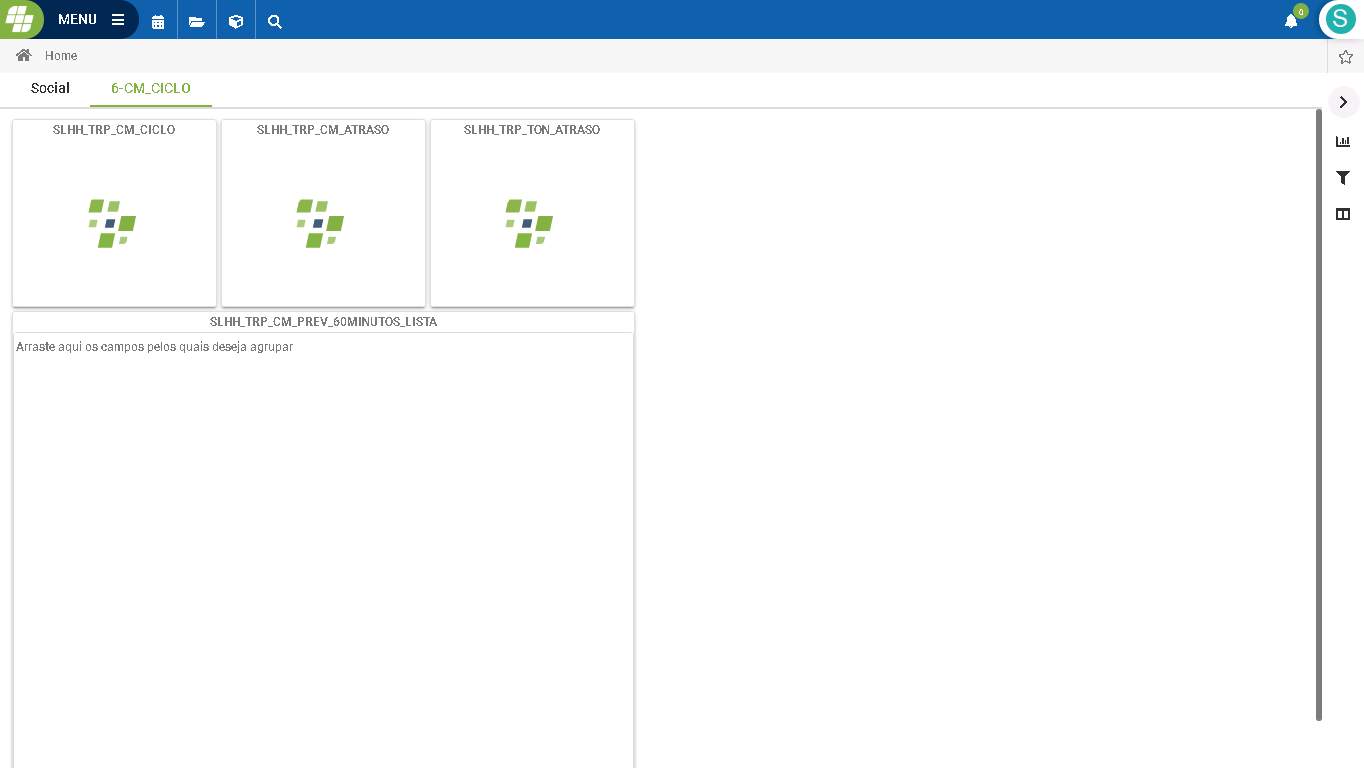 MENU
0
S
Home
Social
6-CM_CICLO
SLHH_TRP_CM_CICLO
SLHH_TRP_CM_ATRASO
SLHH_TRP_TON_ATRASO
SLHH_TRP_CM_PREV_60MINUTOS_LISTA
Arraste aqui os campos pelos quais deseja agrupar